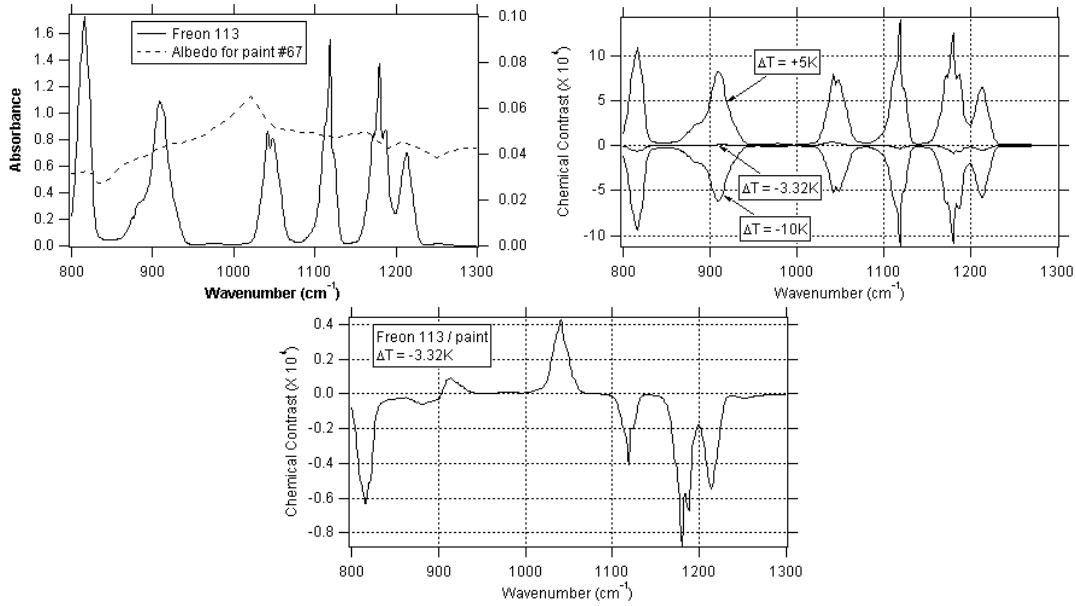 Absorbance
1.6
1.4
1.2
1.0
0.8
0.6
0.4
0.2
0.0
Freon 113
Albedo for paint #67
0.10
0.08
0.06
0.04
0.02
0.00
800 900 1000 1100 1200 1300
Wavenumber (cm⁻¹)
Chemical Contrast (X 10⁻⁴)
10
5
0
-5
-10
ΔT = +5K
ΔT = -3.32K
ΔT = -10K
800 900 1000 1100 1200 1300
Wavenumber (cm⁻¹)
Chemical Contrast (X 10⁻⁴)
0.4
0.2
0.0
-0.2
-0.4
-0.6
-0.8
Freon 113 / paint
ΔT = -3.32K
800 900 1000 1100 1200 1300
Wavenumber (cm⁻¹)